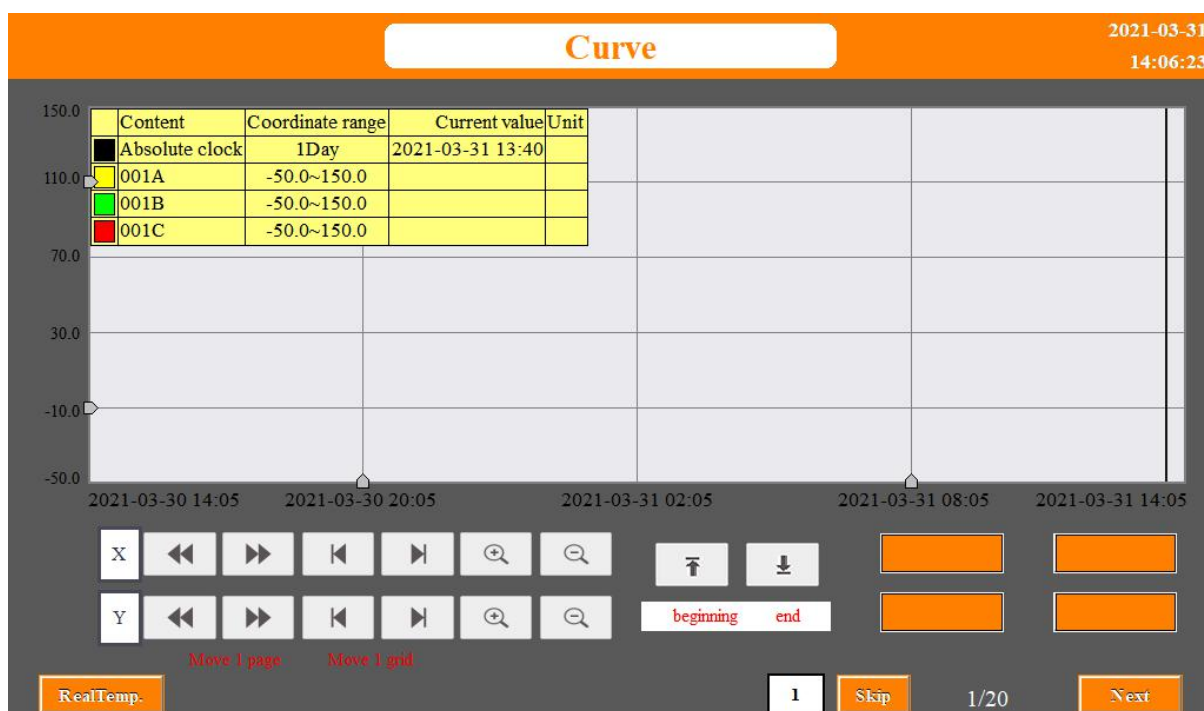 Curve
2021-03-31
14:06:23
150.0
110.0
70.0
30.0
-10.0
-50.0
Content Coordinate range Current value Unit
Absolute clock 1Day 2021-03-31 13:40
001A -50.0~150.0
001B -50.0~150.0
001C -50.0~150.0
2021-03-30 14:05 2021-03-30 20:05 2021-03-31 02:05 2021-03-31 08:05 2021-03-31 14:05
X
Y
beginning end
Move 1 page Move 1 grid
RealTemp. 1 Skip 1/20 Next